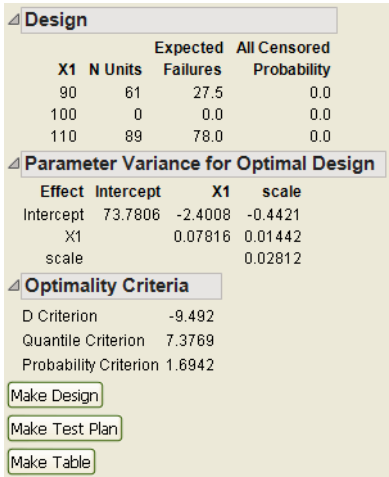 Design
Expected All Censored
X1 N Units Failures Probability
90 61 27.5 0.0
100 0 0.0 0.0
110 89 78.0 0.0
Parameter Variance for Optimal Design
Effect Intercept X1 scale
Intercept 73.7806 -2.4008 -0.4421
X1 0.07816 0.01442
scale 0.02812
Optimality Criteria
D Criterion -9.492
Quantile Criterion 7.3769
Probability Criterion 1.6942
Make Design
Make Test Plan
Make Table